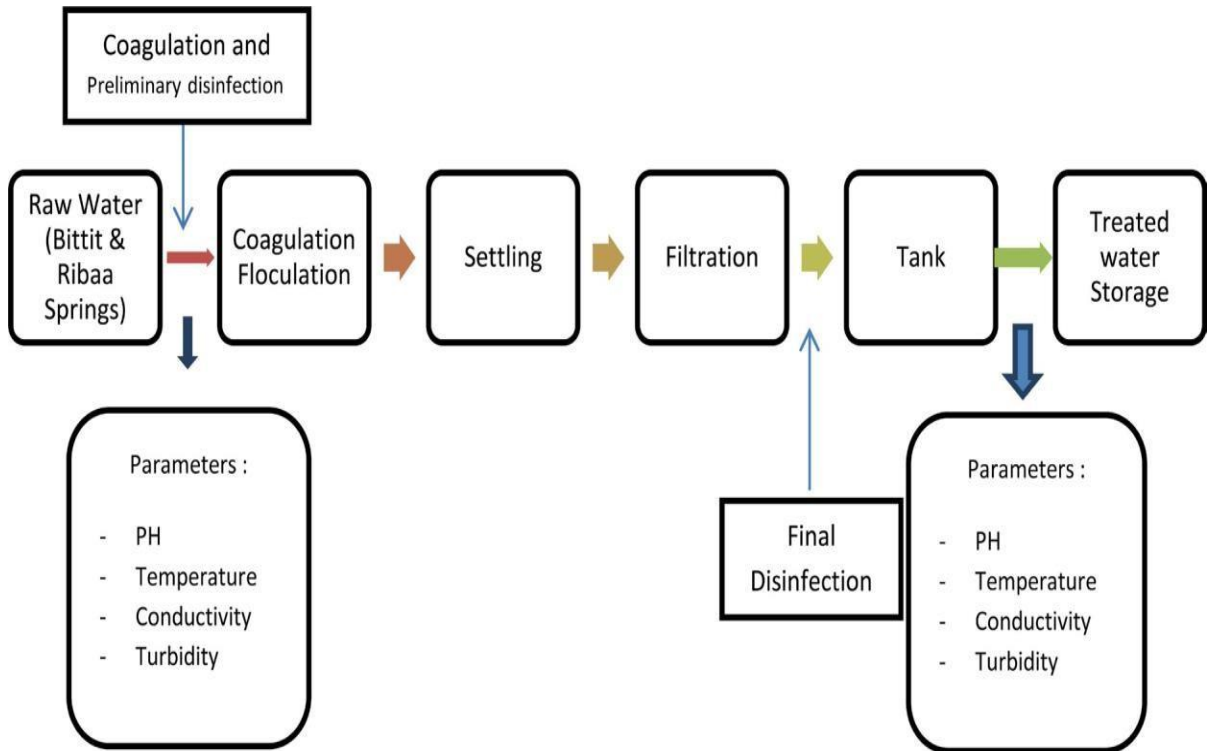 Coagulation and
Preliminary disinfection
Raw Water
(Bittit &
Ribaa
Springs)
Coagulation
Floculation
Settling
Filtration
Tank
Treated
water
Storage
Parameters :
- PH
- Temperature
- Conductivity
- Turbidity
Final
Disinfection
Parameters :
- PH
- Temperature
- Conductivity
- Turbidity